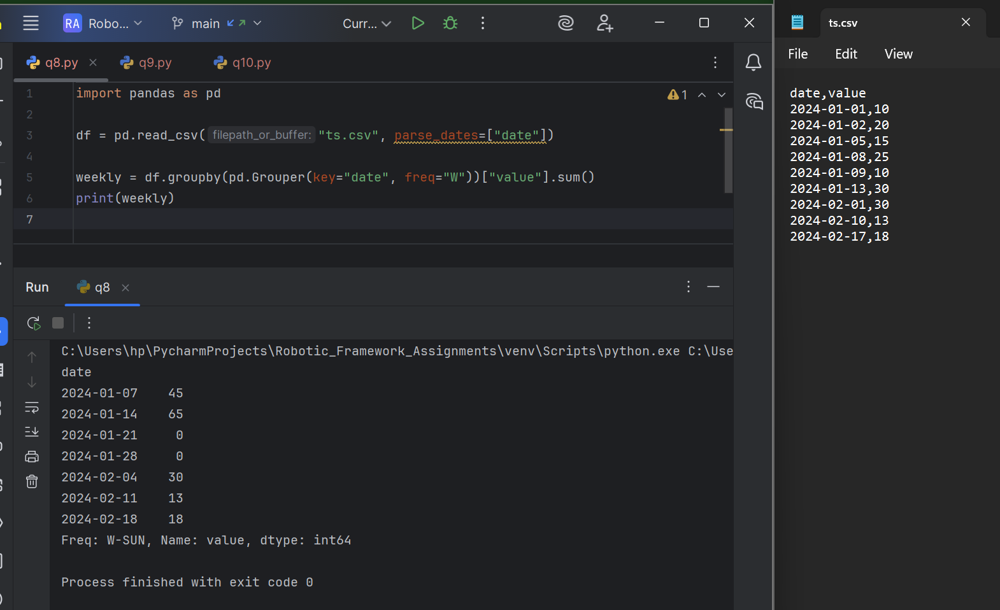 RA Robo... main Curr...
q8.py q9.py q10.py
1 import pandas as pd
1
2
3 df = pd.read_csv( filepath_or_buffer: "ts.csv", parse_dates=["date"])
4
5 weekly = df.groupby(pd.Grouper(key="date", freq="W"))["value"].sum()
6 print(weekly)
7
Run q8
C:\Users\hp\PycharmProjects\Robotic_Framework_Assignments\venv\Scripts\python.exe C:\Use
date
2024-01-07    45
2024-01-14    65
2024-01-21     0
2024-01-28     0
2024-02-04    30
2024-02-11    13
2024-02-18    18
Freq: W-SUN, Name: value, dtype: int64
Process finished with exit code 0
ts.csv
File Edit View
date,value
2024-01-01,10
2024-01-02,20
2024-01-05,15
2024-01-08,25
2024-01-09,10
2024-01-13,30
2024-02-01,30
2024-02-10,13
2024-02-17,18